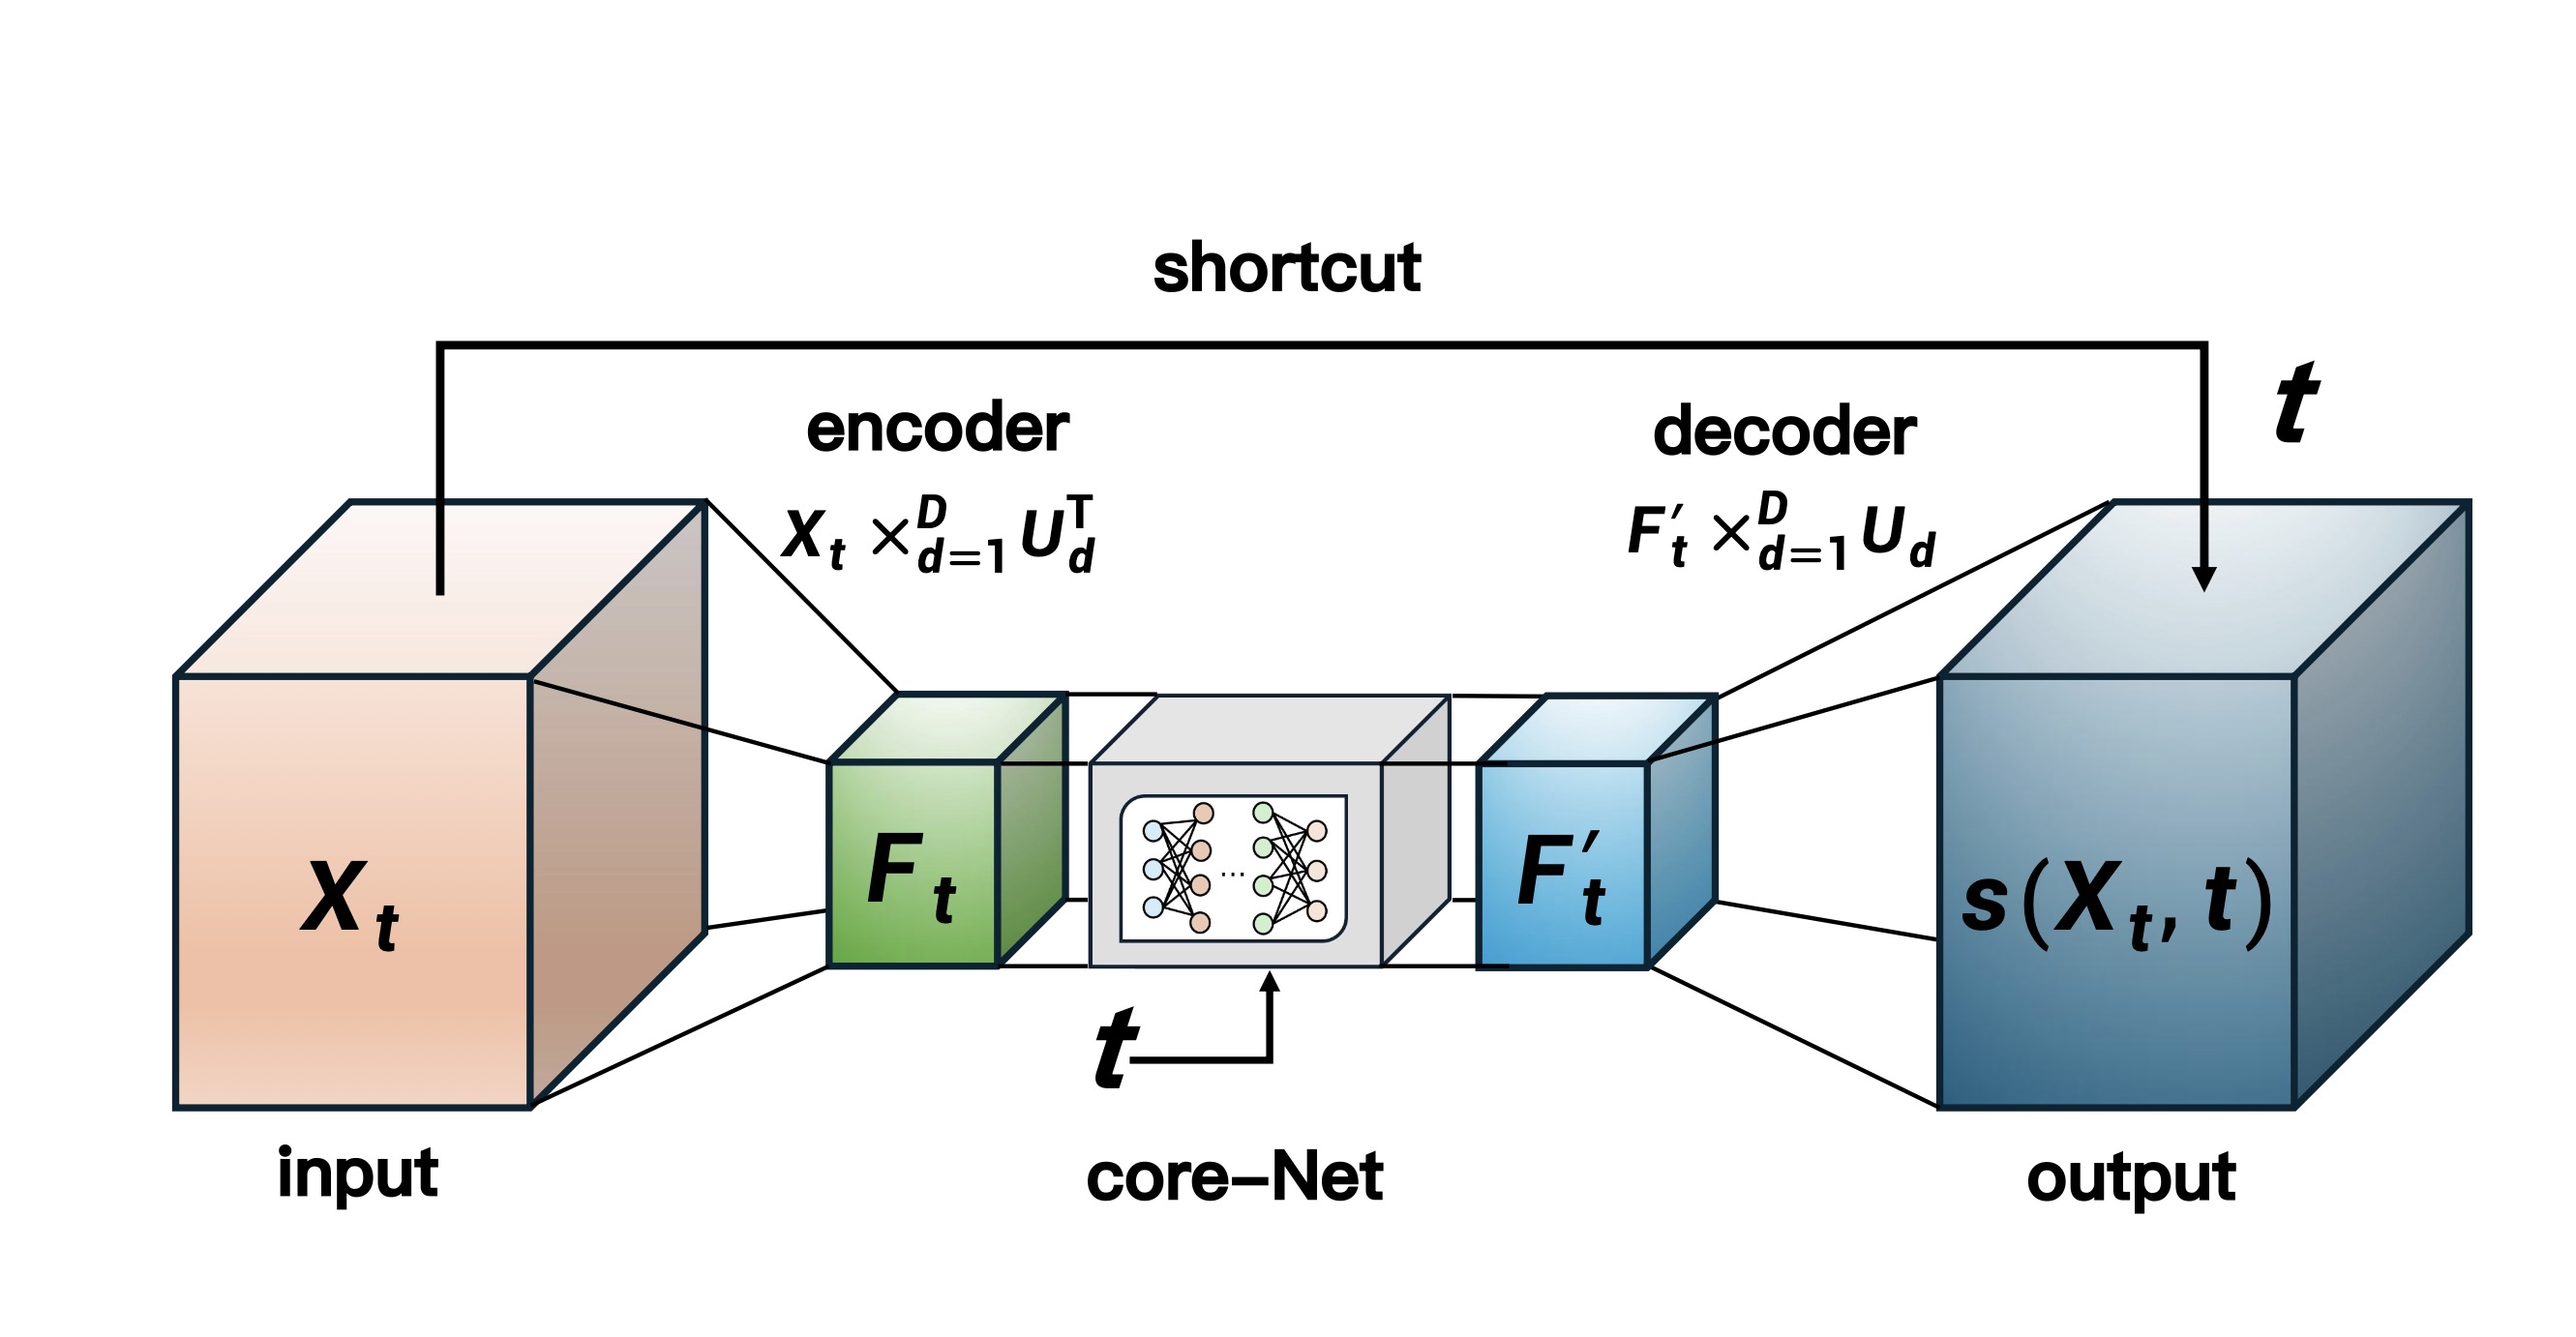 shortcut
t
encoder
decoder
X_t ×_{d=1}^{D} U_d^T
F′_t ×_{d=1}^{D} U_d
X_t
F_t
...
F′_t
s(X_t, t)
t
input
core–Net
output